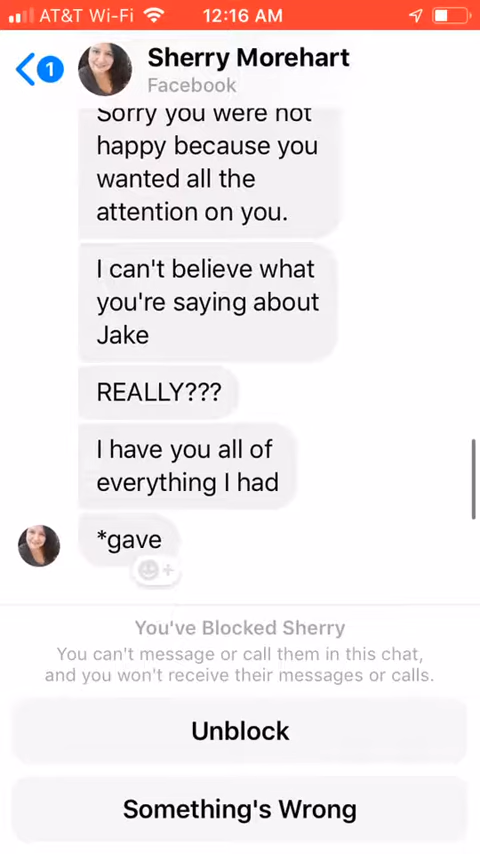 AT&T Wi-Fi 12:16 AM
1
Sherry Morehart
Facebook
Sorry you were not
happy because you
wanted all the
attention on you.
I can't believe what
you're saying about
Jake
REALLY???
I have you all of
everything I had
*gave
You've Blocked Sherry
You can't message or call them in this chat,
and you won't receive their messages or calls.
Unblock
Something's Wrong